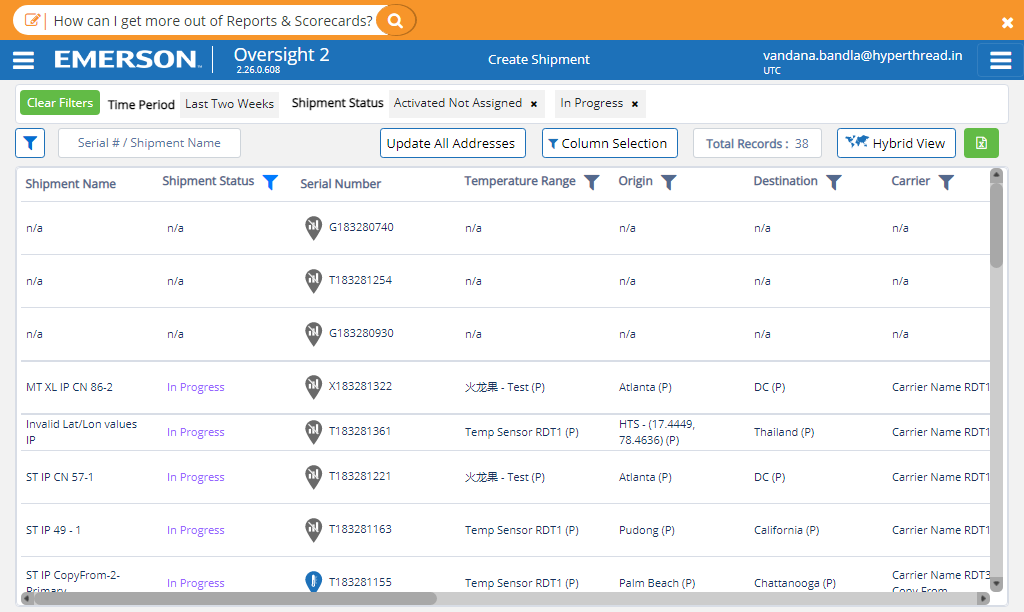 How can I get more out of Reports & Scorecards?
EMERSON
Oversight 2
2.26.0.608
Create Shipment
vandana.bandla@hyperthread.in
UTC
Clear Filters
Time Period
Last Two Weeks
Shipment Status
Activated Not Assigned ×
In Progress ×
Serial # / Shipment Name
Update All Addresses
Column Selection
Total Records : 38
Hybrid View
Shipment Name Shipment Status Serial Number Temperature Range Origin Destination Carrier
n/a n/a G183280740 n/a n/a n/a n/a
n/a n/a T183281254 n/a n/a n/a n/a
n/a n/a G183280930 n/a n/a n/a n/a
MT XL IP CN 86-2 In Progress X183281322 火龙果 - Test (P) Atlanta (P) DC (P) Carrier Name RDT1
Invalid Lat/Lon values
IP
In Progress T183281361 Temp Sensor RDT1 (P)
HTS - (17.4449,
78.4636) (P)
Thailand (P) Carrier Name RDT1
ST IP CN 57-1 In Progress T183281221 火龙果 - Test (P) Atlanta (P) DC (P) Carrier Name RDT1
ST IP 49 - 1 In Progress T183281163 Temp Sensor RDT1 (P) Pudong (P) California (P) Carrier Name RDT1
ST IP CopyFrom-2-
Primary
In Progress T183281155 Temp Sensor RDT1 (P) Palm Beach (P) Chattanooga (P)
Carrier Name RDT3
Copy From